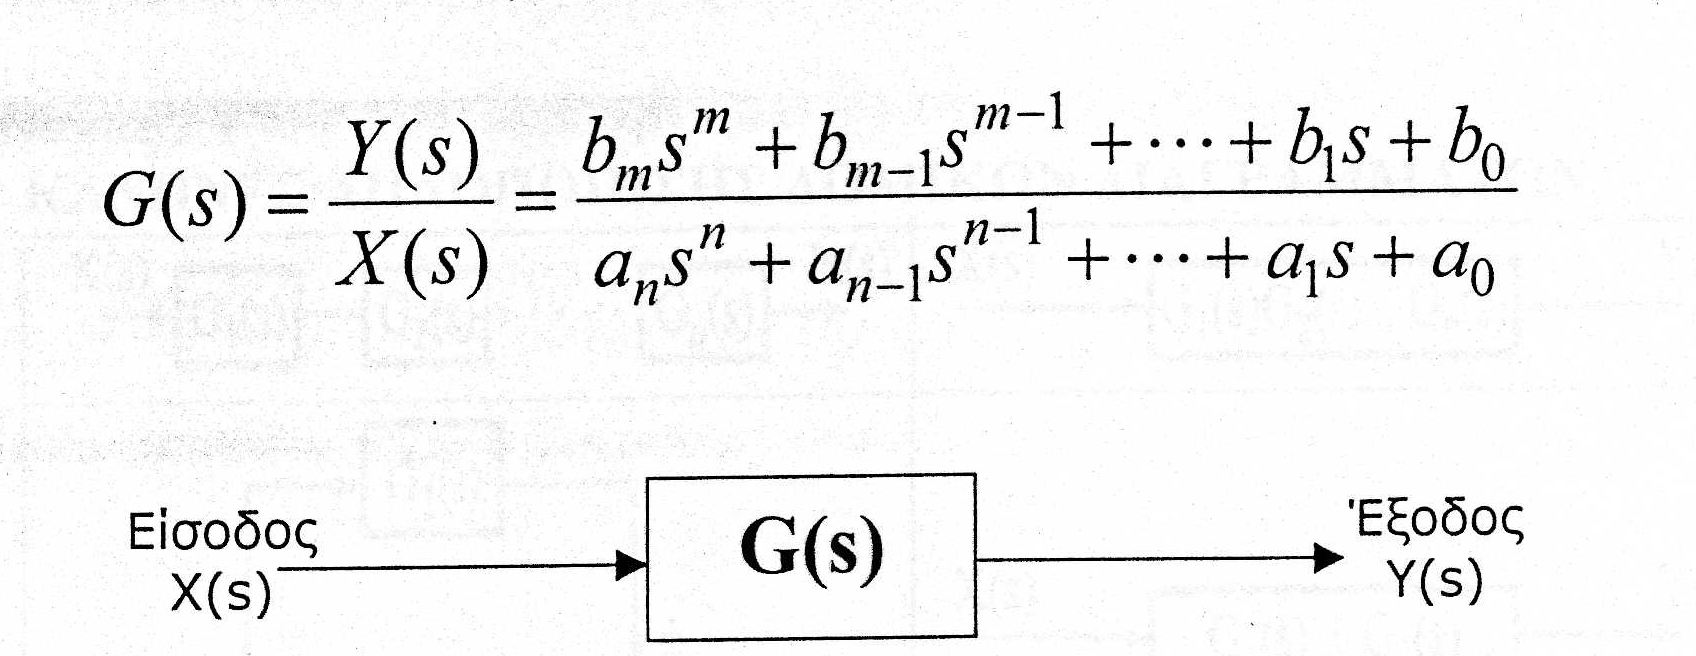 G(s) = Y(s) / X(s) = (b_m s^m + b_{m-1} s^{m-1} + ⋯ + b_1 s + b_0) / (a_n s^n + a_{n-1} s^{n-1} + ⋯ + a_1 s + a_0)
Είσοδος
X(s)
G(s)
Έξοδος
Y(s)